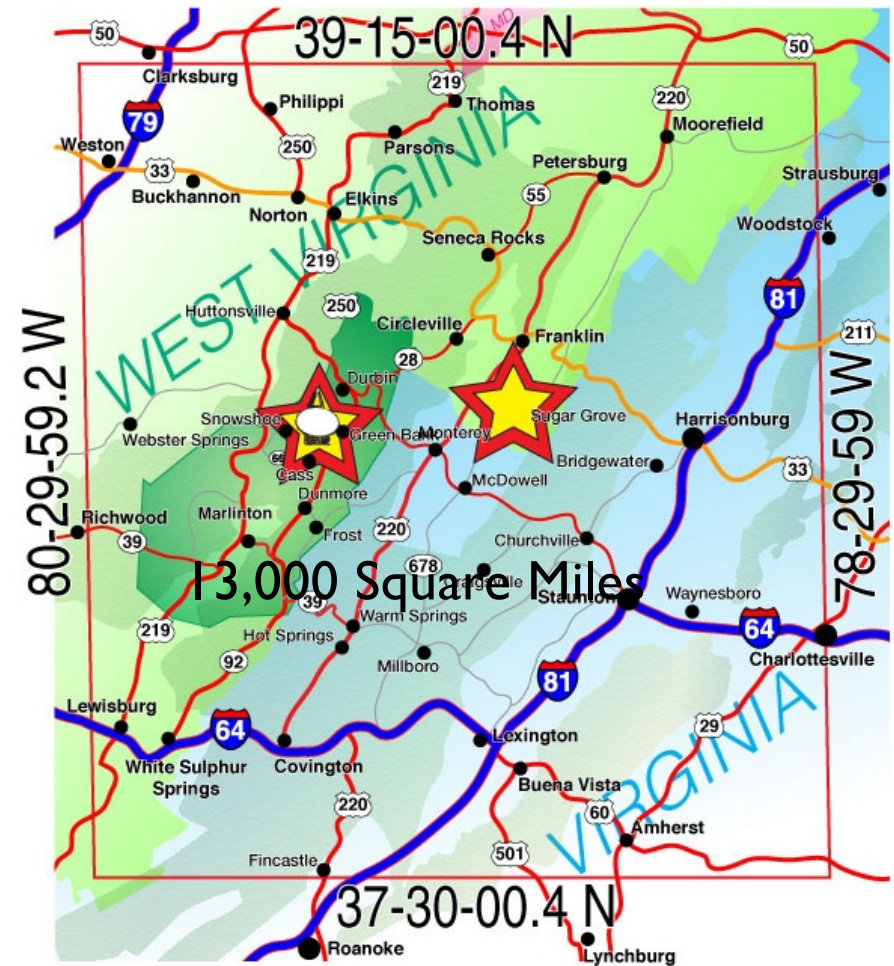 MD
50
39-15-00.4 N
50
Clarksburg
219
Thomas
220
79
Philippi
Moorefield
250
Parsons
Weston
33
Buckhannon
Petersburg
Strausburg
55
Norton
Elkins
WEST VIRGINIA
Seneca Rocks
Woodstock
219
81
Huttonsville
250
Circleville
Franklin
211
28
80-29-59.2 W
78-29-59 W
Durbin
Snowshoe
Webster Springs
Green Bank
Monterey
Sugar Grove
Harrisonburg
66
Cass
Bridgewater
33
Dunmore
McDowell
Richwood
39
Marlinton
Frost
220
Churchville
678
13,000 Square Miles
Craigsville
Staunton
Waynesboro
39
Warm Springs
219
Hot Springs
64
92
Millboro
Charlottesville
81
Lewisburg
64
29
White Sulphur
Springs
Covington
Lexington
VIRGINIA
Buena Vista
220
60
Amherst
501
Fincastle
37-30-00.4 N
Roanoke
Lynchburg